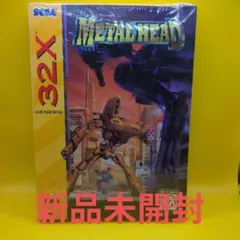 SEGA
METAL HEAD
GENESIS 32X
新品未開封